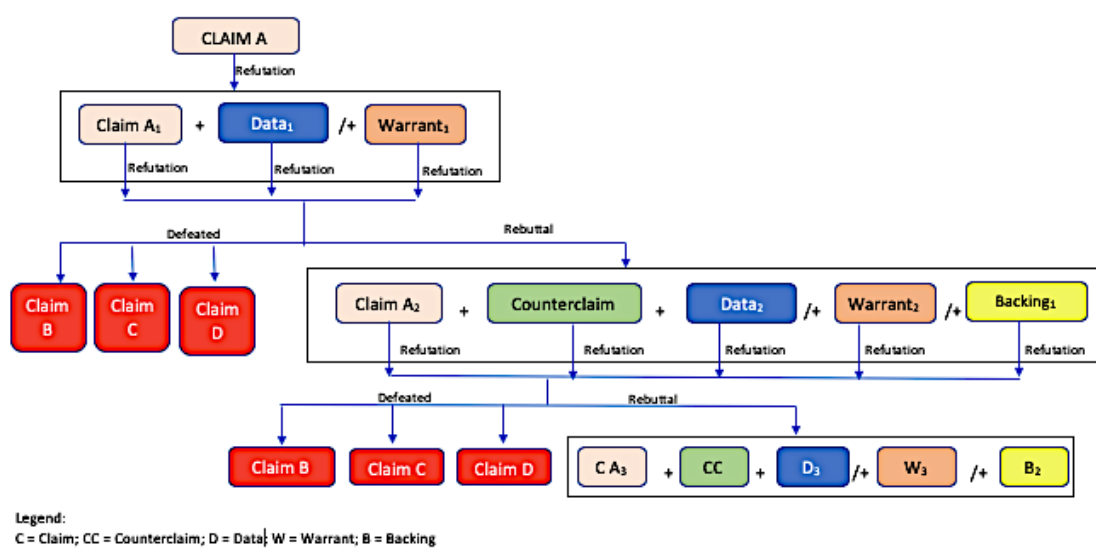 CLAIM A
Refutation
Claim A₁ + Data₁ /+ Warrant₁
Refutation Refutation Refutation
Defeated Rebuttal
Claim B Claim C Claim D
Claim A₂ + Counterclaim + Data₂ /+ Warrant₂ /+ Backing₁
Refutation Refutation Refutation Refutation Refutation
Defeated Rebuttal
Claim B Claim C Claim D
C A₃ + CC + D₃ /+ W₃ /+ B₂
Legend:
C = Claim; CC = Counterclaim; D = Data; W = Warrant; B = Backing